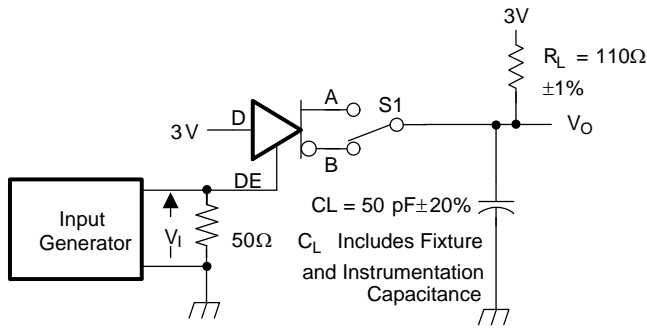 3V
R_L = 110Ω
±1%
A
S1
3V
D
V_O
B
DE
Input
Generator
V_I
50Ω
CL = 50 pF±20%
C_L Includes Fixture
and Instrumentation
Capacitance